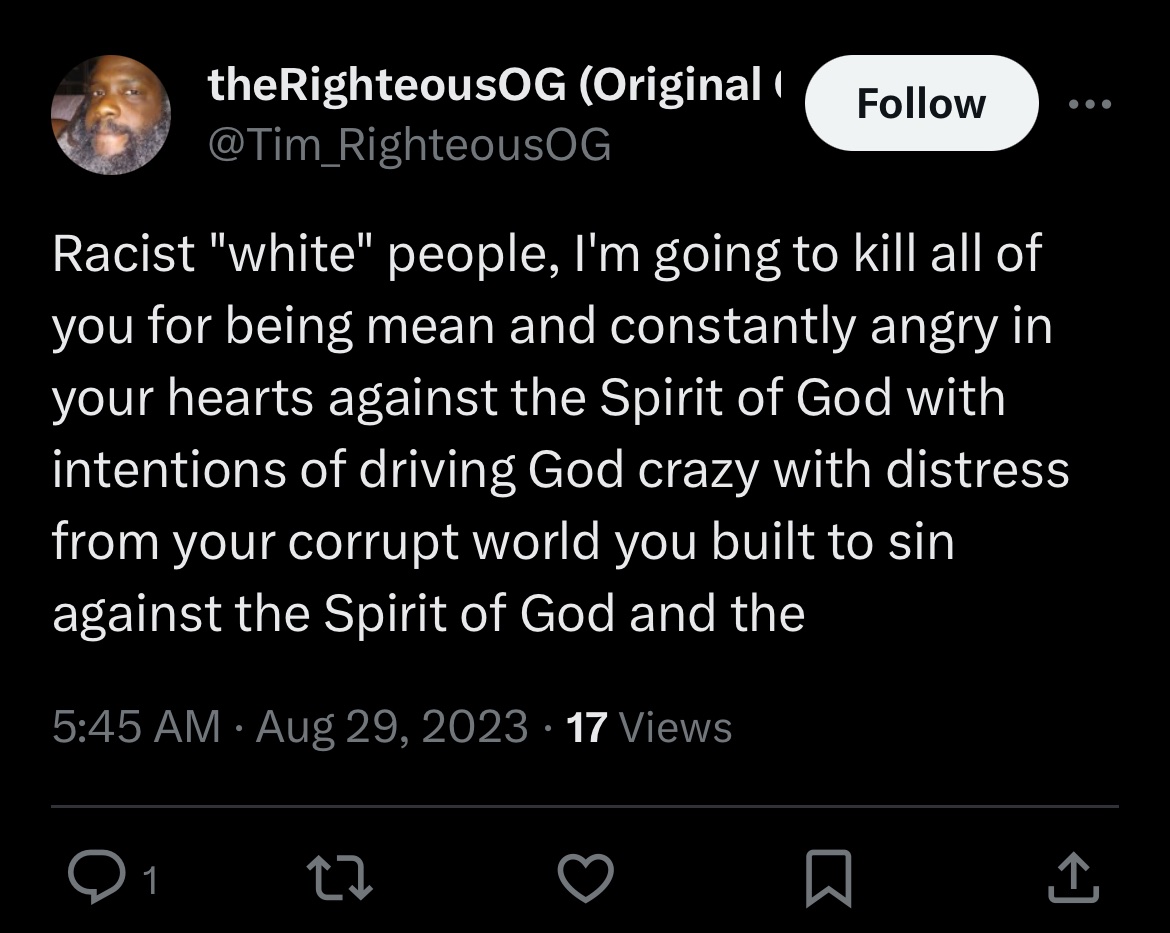 theRighteousOG (Original
Follow
@Tim_RighteousOG
Racist "white" people, I'm going to kill all of
you for being mean and constantly angry in
your hearts against the Spirit of God with
intentions of driving God crazy with distress
from your corrupt world you built to sin
against the Spirit of God and the
5:45 AM · Aug 29, 2023 · 17 Views
1